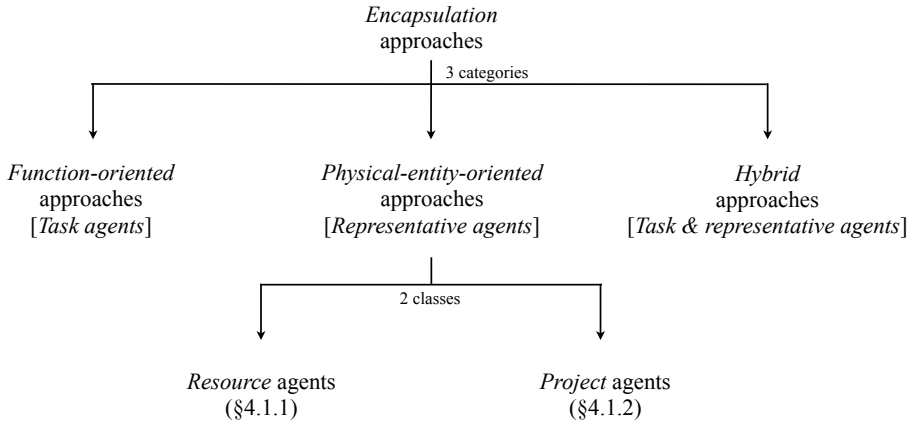 Encapsulation
approaches
3 categories
Function-oriented
approaches
[Task agents]
Physical-entity-oriented
approaches
[Representative agents]
Hybrid
approaches
[Task & representative agents]
2 classes
Resource agents
(§4.1.1)
Project agents
(§4.1.2)